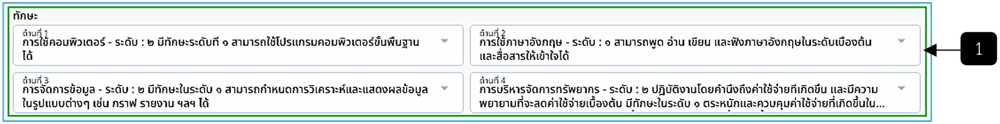 ทักษะ
ด้านที่ 1
การใช้คอมพิวเตอร์ - ระดับ : ๒ มีทักษะระดับที่ ๑ สามารถใช้โปรแกรมคอมพิวเตอร์ขั้นพื้นฐาน
ได้
ด้านที่ 2
การใช้ภาษาอังกฤษ - ระดับ : ๑ สามารถพูด อ่าน เขียน และฟังภาษาอังกฤษในระดับเบื้องต้น
และสื่อสารให้เข้าใจได้
1
ด้านที่ 3
การจัดการข้อมูล - ระดับ : ๒ มีทักษะในระดับ ๑ สามารถกำหนดการวิเคราะห์และแสดงผลข้อมูล
ในรูปแบบต่างๆ เช่น กราฟ รายงาน ฯลฯ ได้
ด้านที่ 4
การบริหารจัดการทรัพยากร - ระดับ : ๒ ปฏิบัติงานโดยคำนึงถึงค่าใช้จ่ายที่เกิดขึ้น และมีความ
พยายามที่จะลดค่าใช้จ่ายเบื้องต้น มีทักษะในระดับ ๑ ตระหนักและควบคุมค่าใช้จ่ายที่เกิดขึ้นใน...